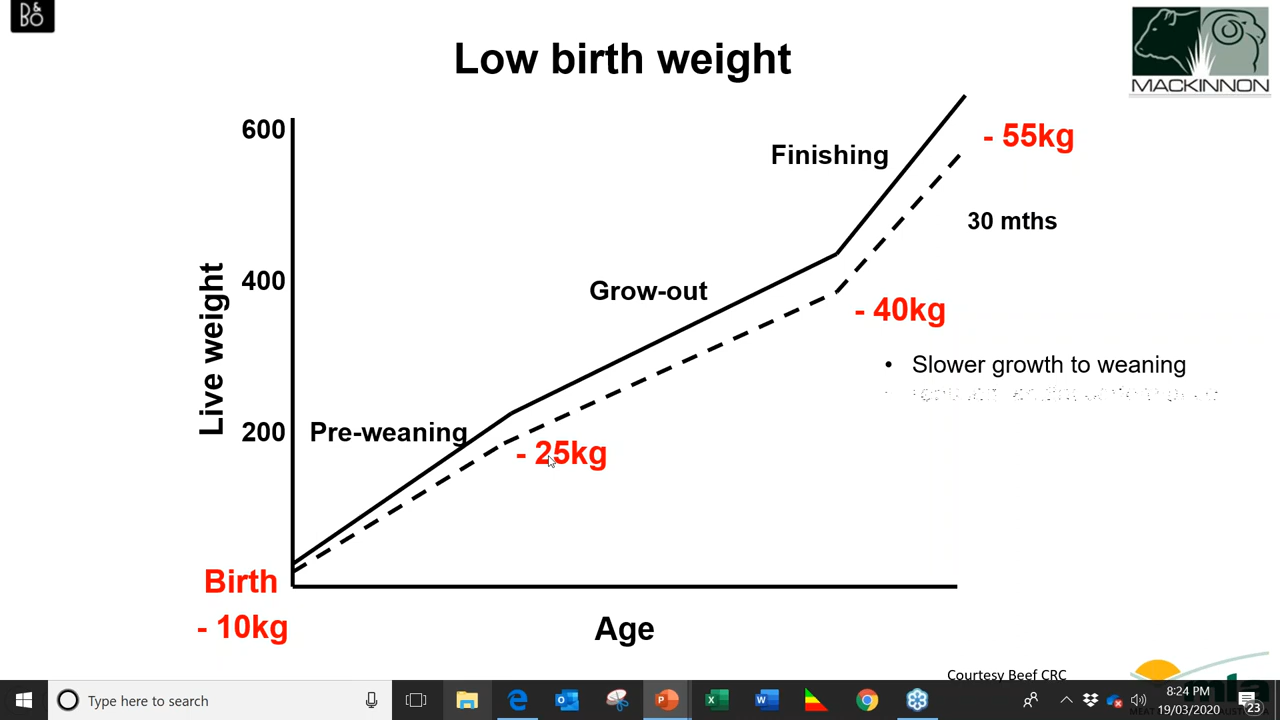 B&O
Low birth weight
MACKINNON
600
400
200
Live weight
Finishing
- 55kg
30 mths
Grow-out
- 40kg
• Slower growth to weaning
Pre-weaning
- 25kg
Birth
- 10kg
Age
Courtesy Beef CRC
mla
Type here to search
8:24 PM
19/03/2020
23